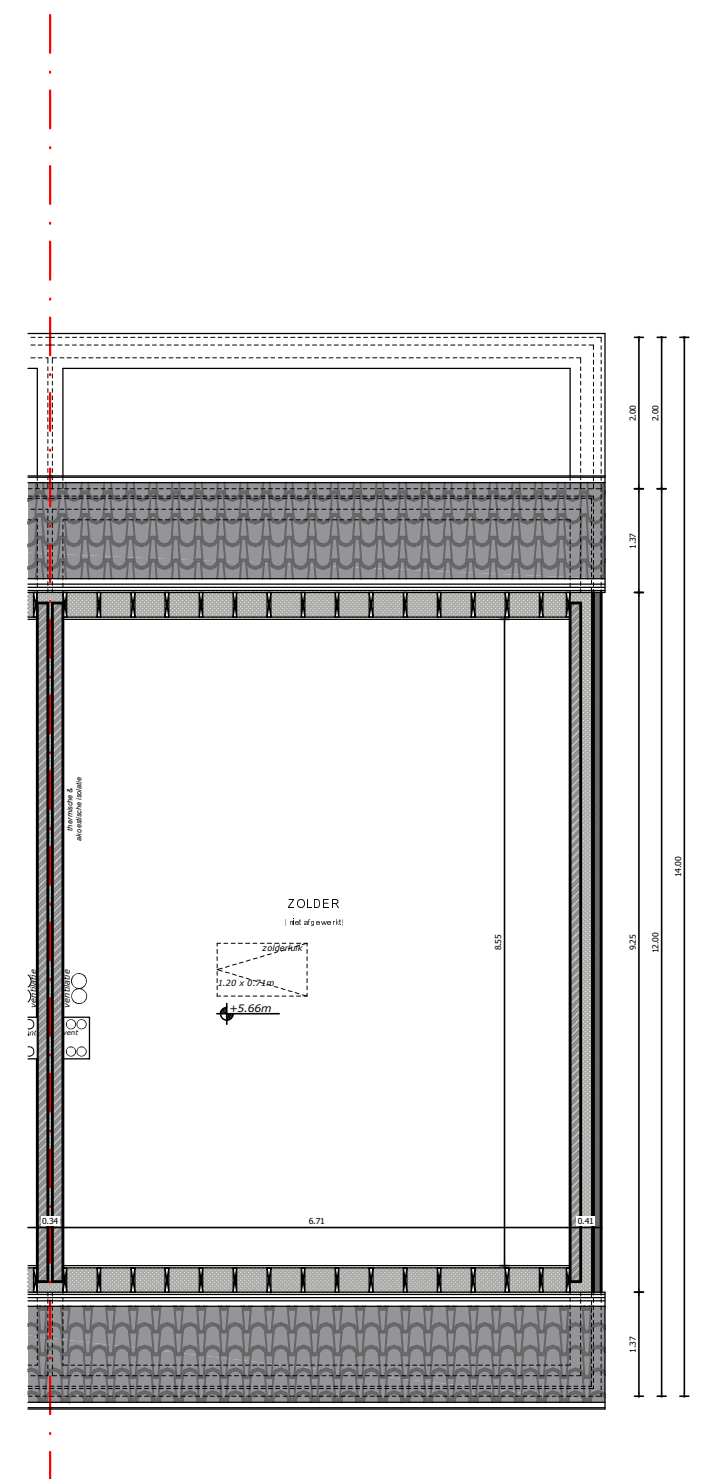 2.00
2.00
1.37
thermische &
akoestische isolatie
14.00
ZOLDER
( niet afgewerkt)
9.25
12.00
8.55
zolderluik
1.20 x 0.71m
ventilatie
ventilatie
+5.66m
vent
0.34
6.71
0.41
1.37